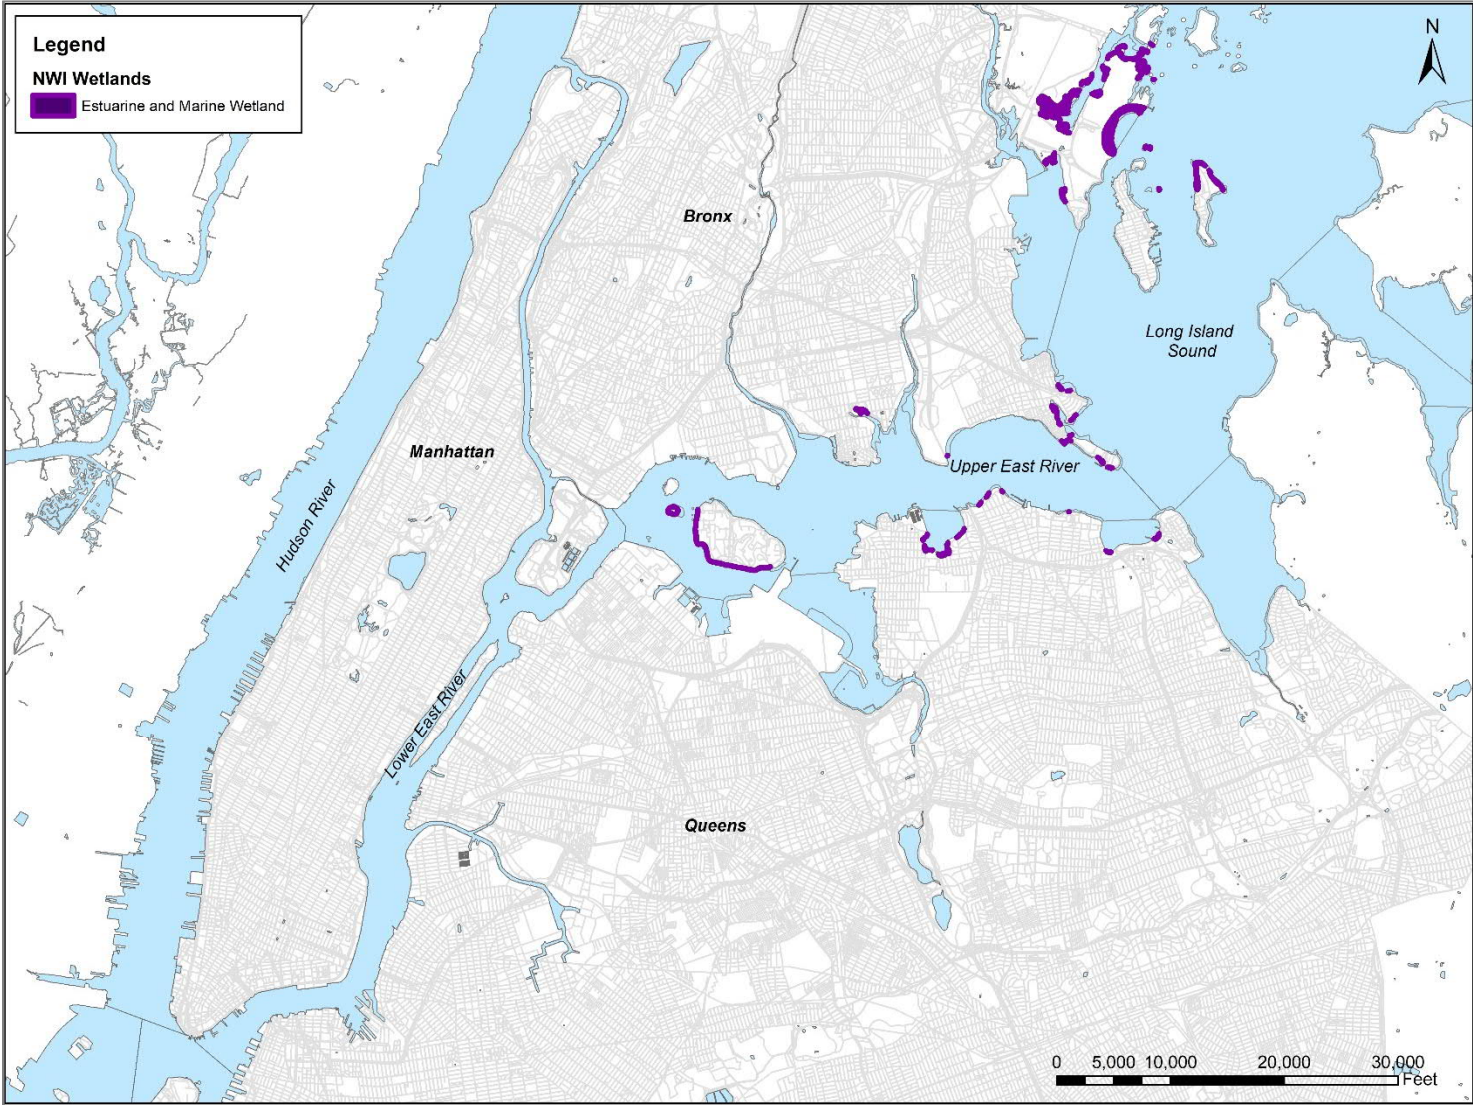 Legend
NWI Wetlands
Estuarine and Marine Wetland
N
Bronx
Long Island
Sound
Manhattan
Upper East River
Hudson River
Lower East River
Queens
0 5,000 10,000 20,000 30,000
Feet